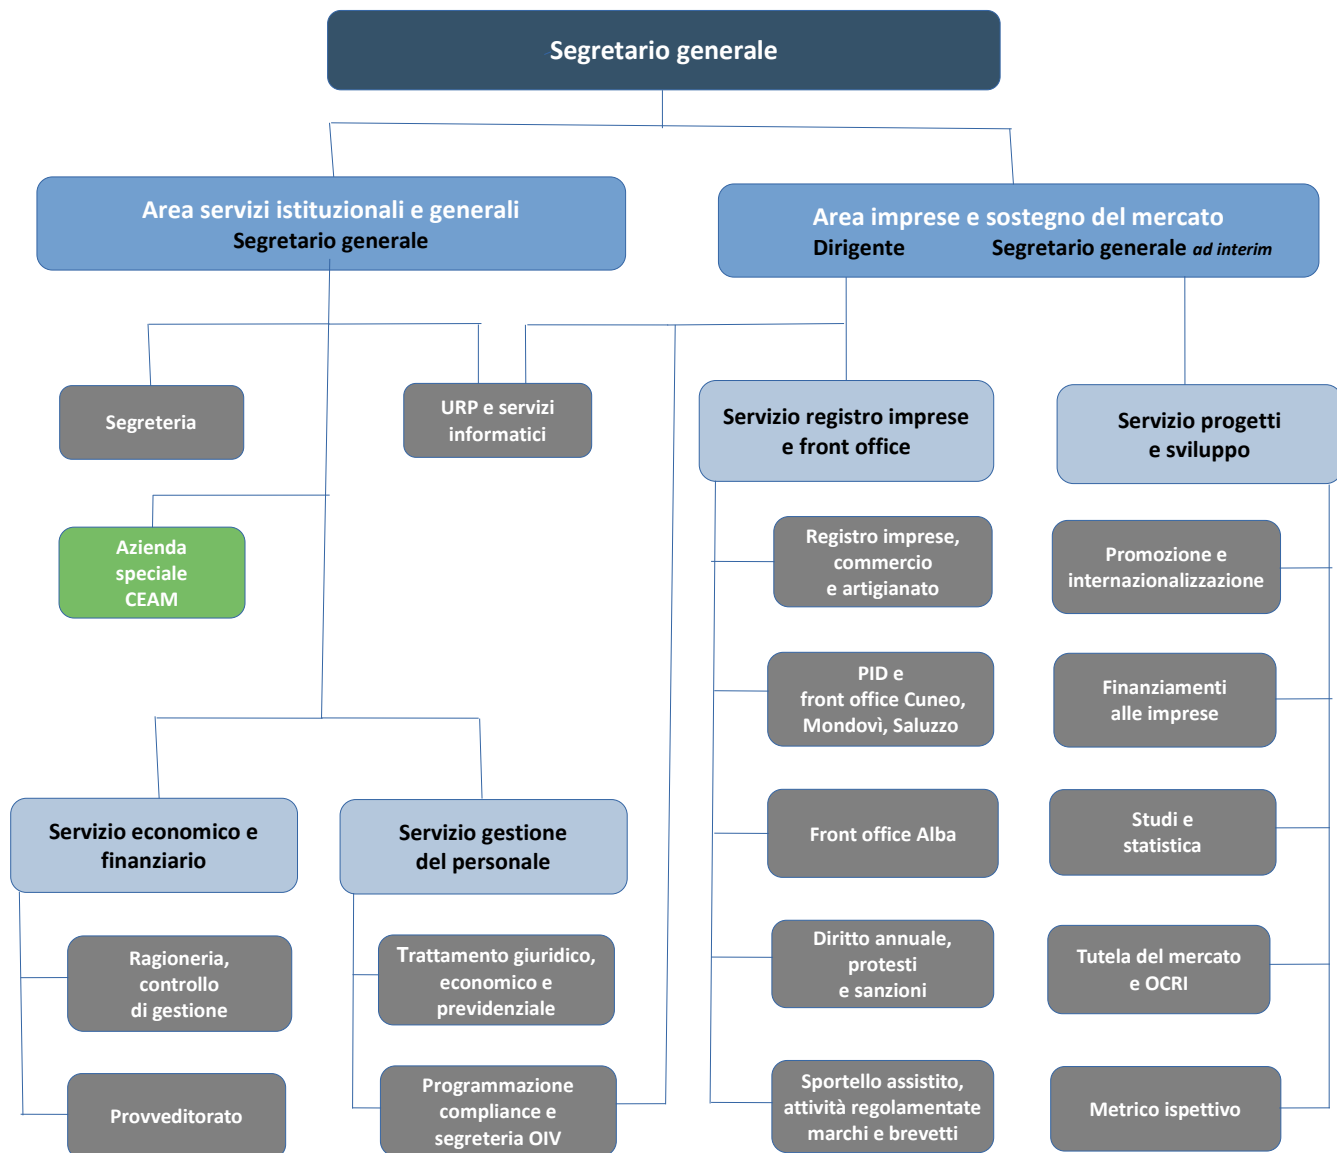 Segretario generale
Area servizi istituzionali e generali
Segretario generale
Area imprese e sostegno del mercato
Dirigente Segretario generale ad interim
Segreteria
URP e servizi
informatici
Servizio registro imprese
e front office
Servizio progetti
e sviluppo
Azienda
speciale
CEAM
Registro imprese,
commercio
e artigianato
Promozione e
internazionalizzazione
PID e
front office Cuneo,
Mondovì, Saluzzo
Finanziamenti
alle imprese
Servizio economico e
finanziario
Servizio gestione
del personale
Front office Alba
Studi e
statistica
Ragioneria,
controllo
di gestione
Trattamento giuridico,
economico e
previdenziale
Diritto annuale,
protesti
e sanzioni
Tutela del mercato
e OCRI
Provveditorato
Programmazione
compliance e
segreteria OIV
Sportello assistito,
attività regolamentate
marchi e brevetti
Metrico ispettivo